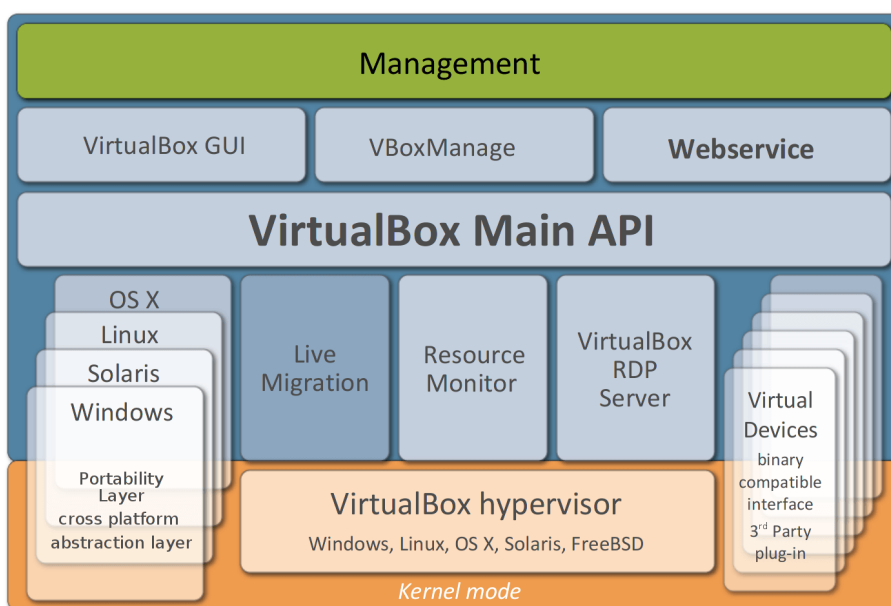 Management
VirtualBox GUI
VBoxManage
Webservice
VirtualBox Main API
OS X
Linux
Solaris
Windows
Portability
Layer
cross platform
abstraction layer
Live
Migration
Resource
Monitor
VirtualBox
RDP
Server
Virtual
Devices
binary
compatible
interface
3rd Party
plug-in
VirtualBox hypervisor
Windows, Linux, OS X, Solaris, FreeBSD
Kernel mode